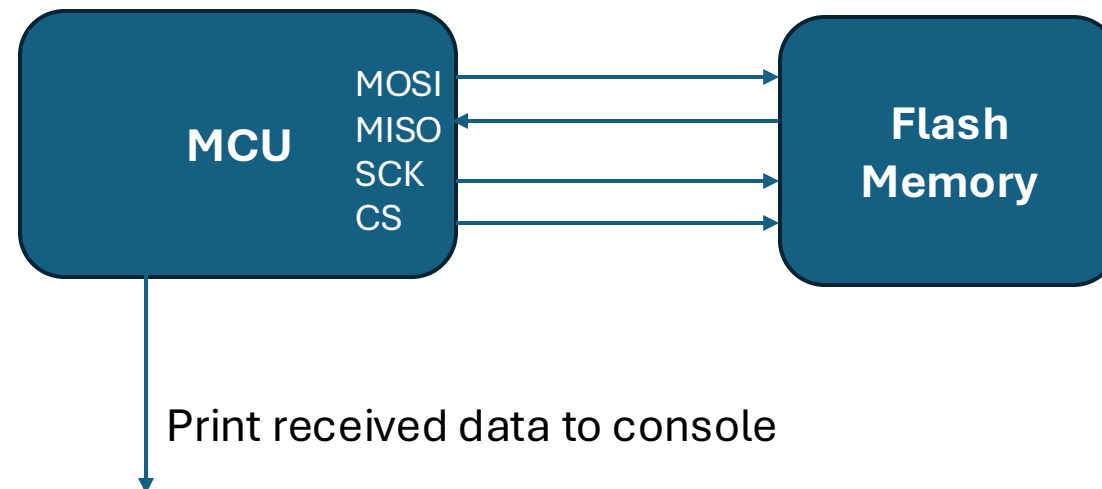 MOSI
MISO
SCK
CS
MCU
Flash
Memory
Print received data to console